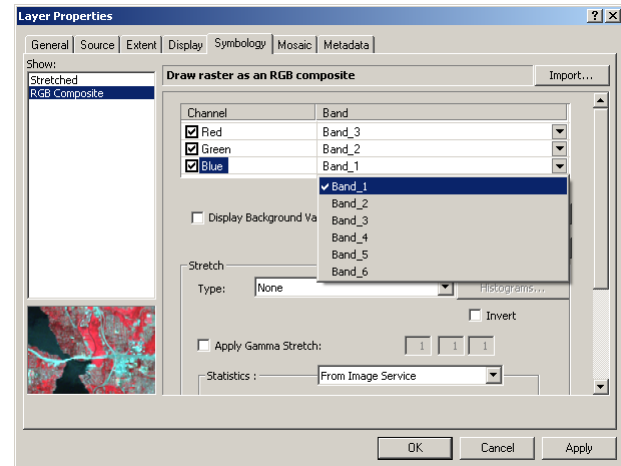 Layer Properties
General Source Extent Display Symbology Mosaic Metadata
Show:
Stretched
RGB Composite
Draw raster as an RGB composite
Import...
Channel Band
Red Band_3
Green Band_2
Blue Band_1
Band_1
Band_2
Band_3
Band_4
Band_5
Band_6
Display Background Va
Stretch
Type: None
Histograms...
Invert
Apply Gamma Stretch: 1 1 1
Statistics : From Image Service
OK Cancel Apply